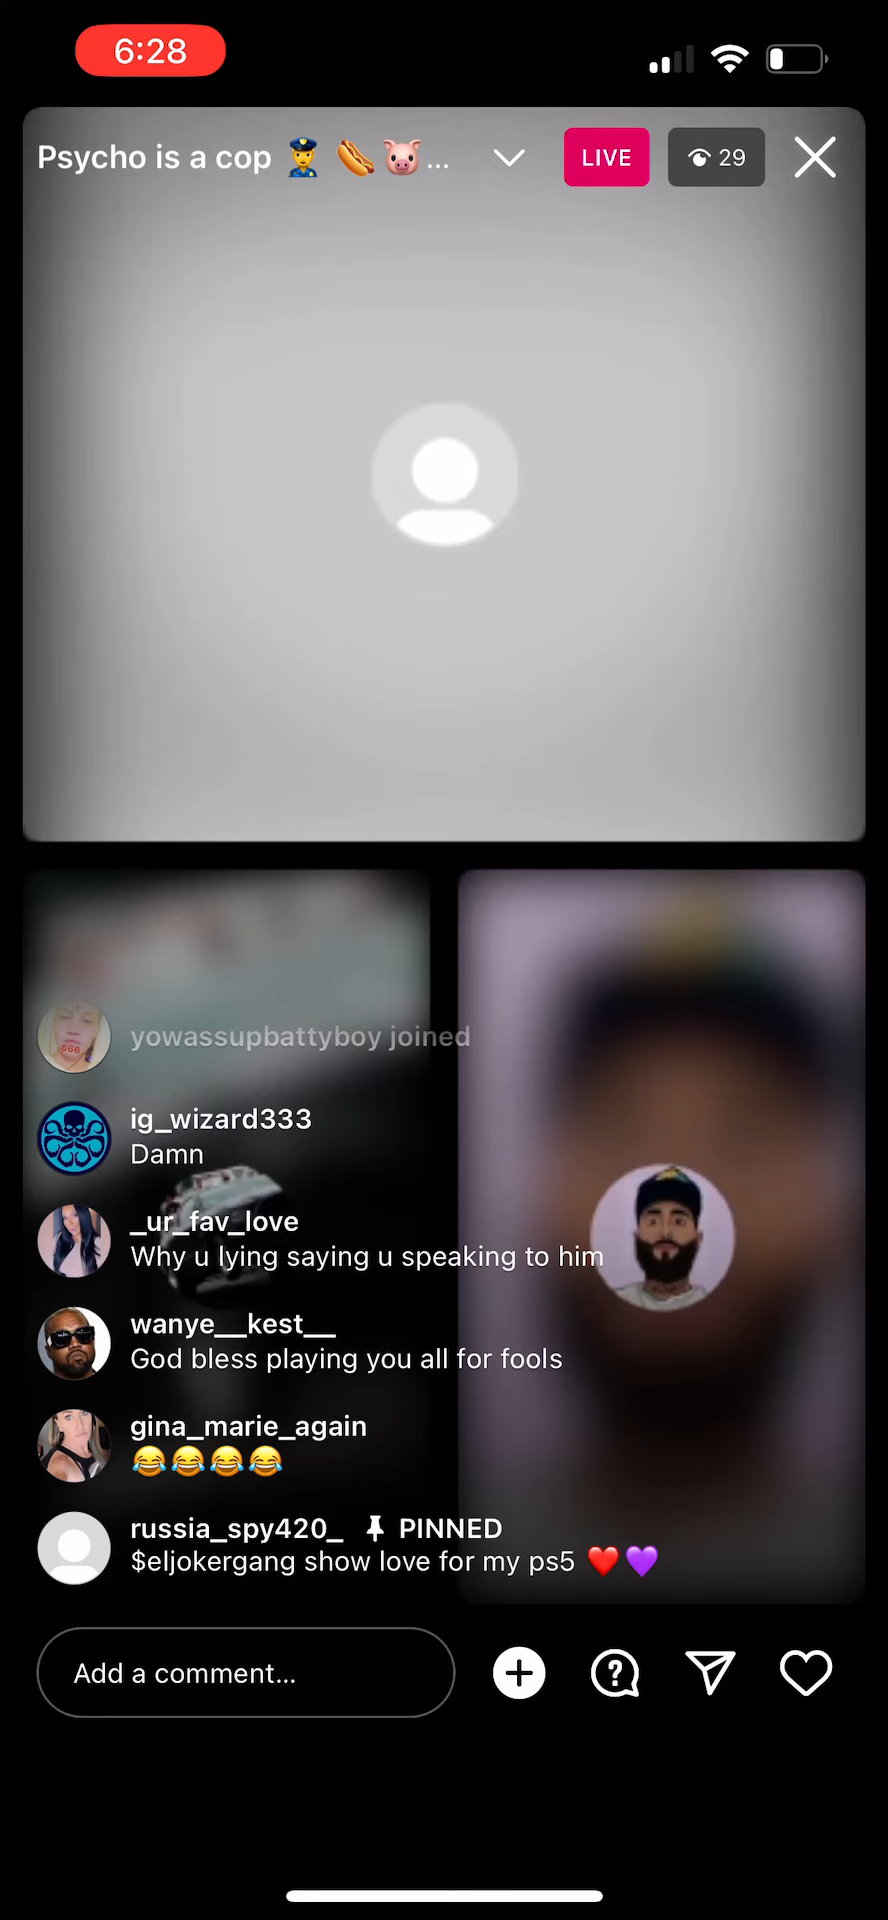 6:28
Psycho is a cop 👮 🌭 🐷...
LIVE
29
666
yowassupbattyboy joined
ig_wizard333
Damn
_ur_fav_love
Why u lying saying u speaking to him
wanye__kest__
God bless playing you all for fools
gina_marie_again
😂😂😂😂
russia_spy420_ PINNED
$eljokergang show love for my ps5 ❤️💜
Add a comment...